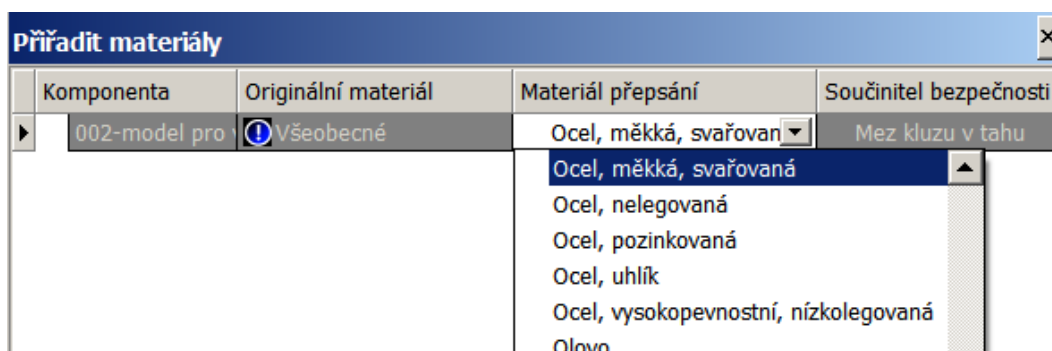 Přiřadit materiály
Komponenta Originální materiál Materiál přepsání Součinitel bezpečnosti
002-model pro Všeobecné Ocel, měkká, svařovan Mez kluzu v tahu
Ocel, měkká, svařovaná
Ocel, nelegovaná
Ocel, pozinkovaná
Ocel, uhlík
Ocel, vysokopevnostní, nízkolegovaná
Olovo